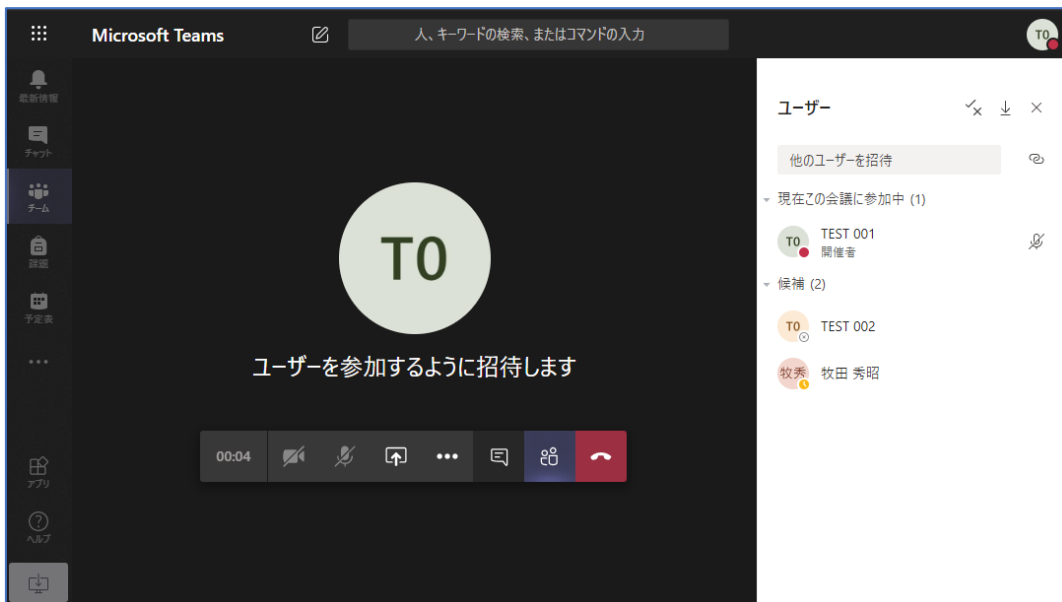 Microsoft Teams
人、キーワードの検索、またはコマンドの入力
T0
最新情報
チャット
チーム
課題
予定表
アプリ
ヘルプ
T0
ユーザーを参加するように招待します
00:04
ユーザー
他のユーザーを招待
現在この会議に参加中 (1)
T0
TEST 001
開催者
候補 (2)
T0
TEST 002
牧秀
牧田 秀昭